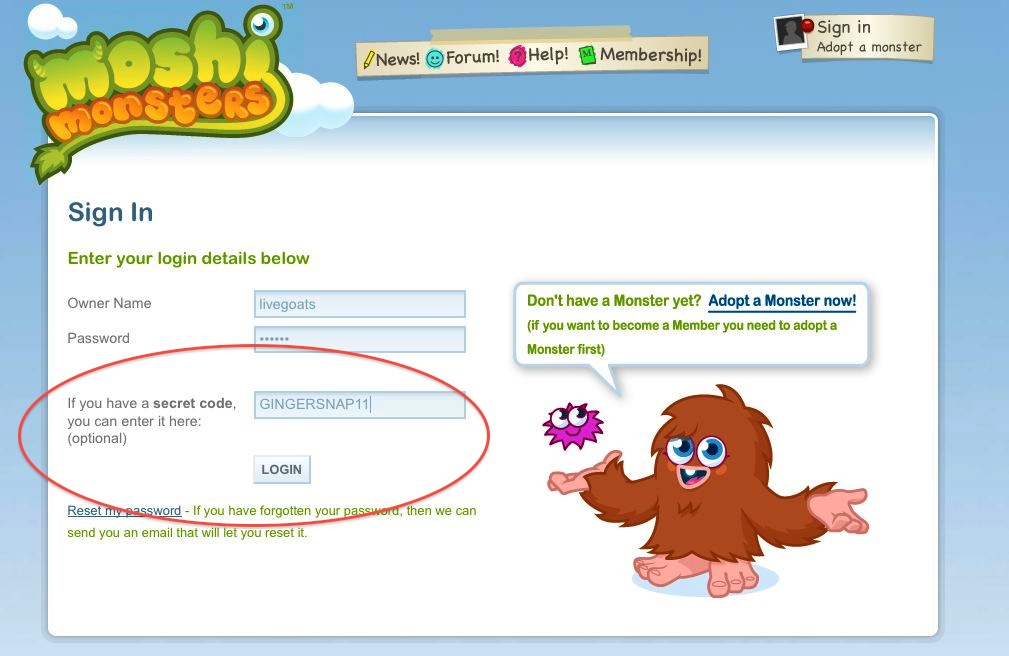 moshi
monsters
TM
News! Forum! Help! M Membership!
Sign in
Adopt a monster
Sign In
Enter your login details below
Owner Name livegoats
Password ••••••
If you have a secret code, GINGERSNAP11
you can enter it here:
(optional)
LOGIN
Reset my password - If you have forgotten your password, then we can
send you an email that will let you reset it.
Don't have a Monster yet? Adopt a Monster now!
(if you want to become a Member you need to adopt a
Monster first)